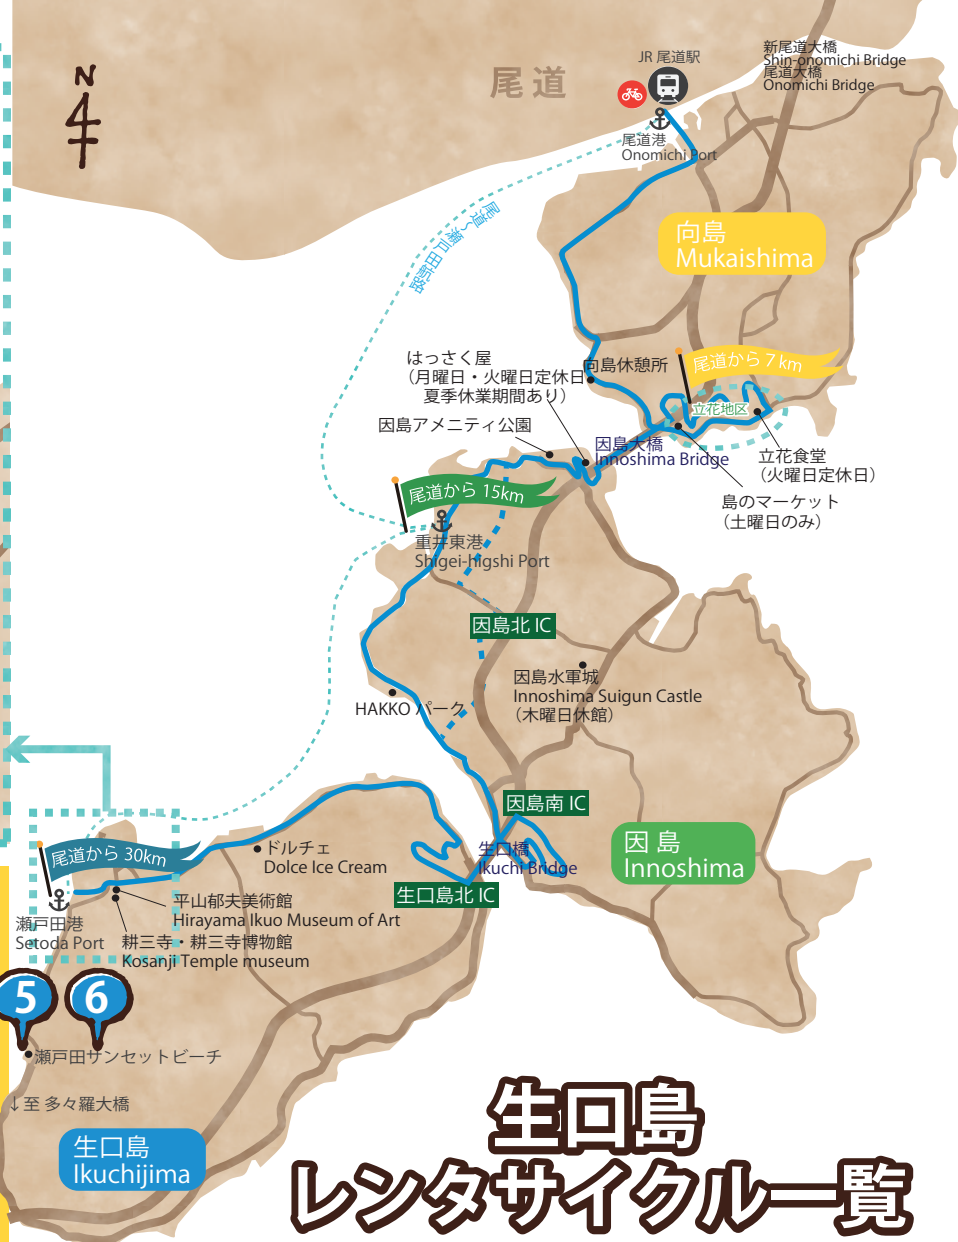 N
尾道
JR 尾道駅
新尾道大橋
Shin-onomichi Bridge
尾道大橋
Onomichi Bridge
尾道港
Onomichi Port
尾道〜瀬戸田航路
向島
Mukaishima
はっさく屋
（月曜日・火曜日定休日
夏季休業期間あり）
向島休憩所
尾道から 7 km
立花地区
因島アメニティ公園
因島大橋
Innoshima Bridge
立花食堂
（火曜日定休日）
島のマーケット
（土曜日のみ）
尾道から 15km
重井東港
Shigei-higshi Port
因島北 IC
因島水軍城
Innoshima Suigun Castle
（木曜日休館）
HAKKO パーク
因島南 IC
因 島
Innoshima
生口橋
Ikuchi Bridge
ドルチェ
Dolce Ice Cream
尾道から 30km
生口島北 IC
平山郁夫美術館
Hirayama Ikuo Museum of Art
瀬戸田港
Setoda Port
耕三寺・耕三寺博物館
Kosanji Temple museum
5
6
瀬戸田サンセットビーチ
↓至 多々羅大橋
生口島
Ikuchijima
生口島
レンタサイクル一覧